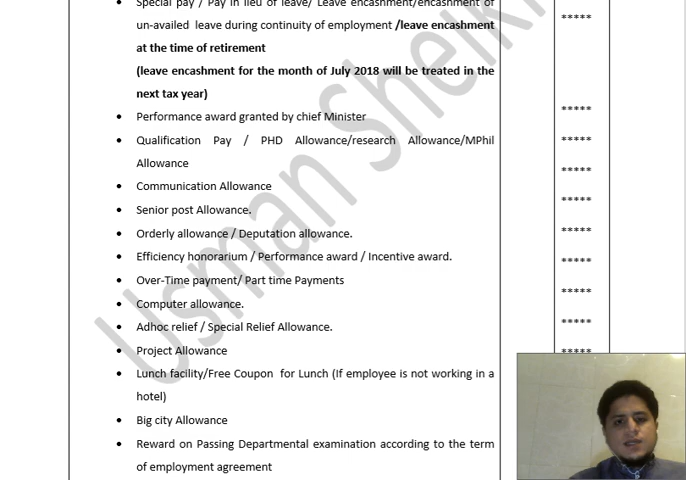 • Special pay / Pay in lieu of leave/ Leave encashment/encashment of
un-availed leave during continuity of employment /leave encashment
*****
at the time of retirement
(leave encashment for the month of July 2018 will be treated in the
next tax year)
• Performance award granted by chief Minister
*****
• Qualification Pay / PHD Allowance/research Allowance/MPhil
*****
Allowance
*****
• Communication Allowance
*****
• Senior post Allowance.
• Orderly allowance / Deputation allowance.
*****
• Efficiency honorarium / Performance award / Incentive award.
*****
• Over-Time payment/ Part time Payments
*****
• Computer allowance.
• Adhoc relief / Special Relief Allowance.
*****
• Project Allowance
*****
• Lunch facility/Free Coupon for Lunch (If employee is not working in a
hotel)
• Big city Allowance
• Reward on Passing Departmental examination according to the term
of employment agreement
Usman Sheikh